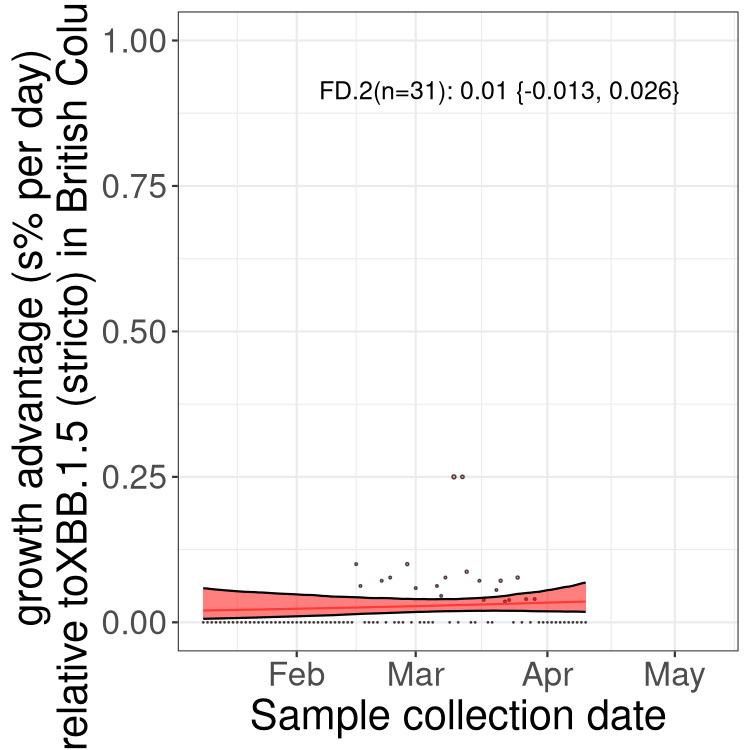 growth advantage (s% per day)
relative toXBB.1.5 (stricto) in British Colu
1.00
0.75
0.50
0.25
0.00
FD.2(n=31): 0.01 {-0.013, 0.026}
Feb Mar Apr May
Sample collection date